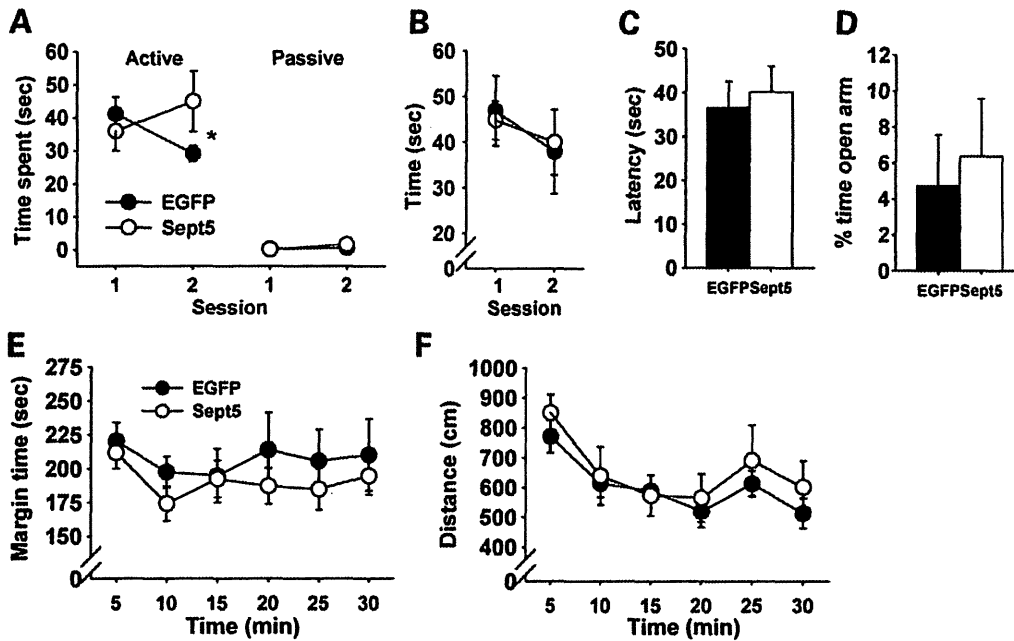 A
Time spent (sec)
60
50
40
30
20
10
0
Active
Passive
*
EGFP
Sept5
1
2
1
2
Session
B
Time (sec)
60
50
40
30
20
0
1
2
Session
C
Latency (sec)
50
40
30
20
10
0
EGFPSept5
D
% time open arm
12
10
8
6
4
2
0
EGFPSept5
E
Margin time (sec)
275
250
225
200
175
150
0
EGFP
Sept5
5
10
15
20
25
30
Time (min)
F
Distance (cm)
1000
900
800
700
600
500
400
0
5
10
15
20
25
30
Time (min)